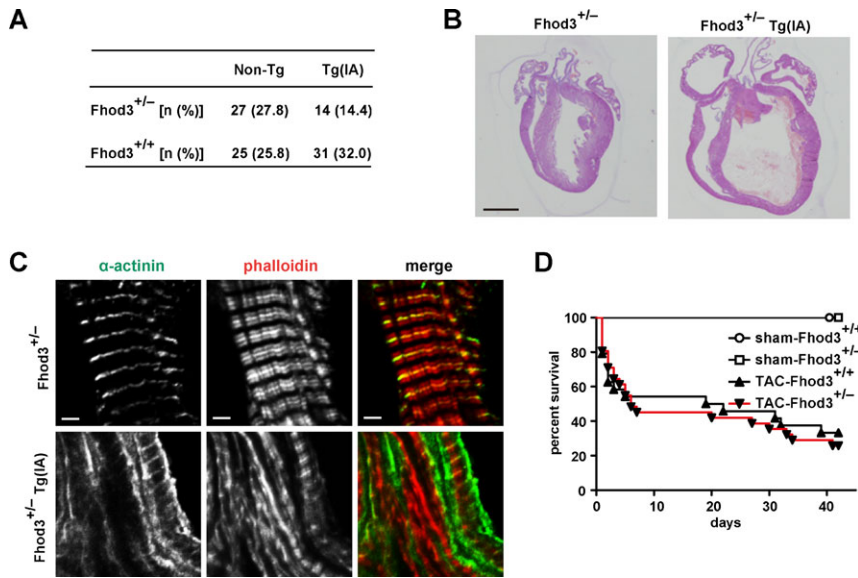 A
Non-Tg Tg(IA)
Fhod3+/− [n (%)] 27 (27.8) 14 (14.4)
Fhod3+/+ [n (%)] 25 (25.8) 31 (32.0)
B
Fhod3+/− Fhod3+/− Tg(IA)
C
α-actinin phalloidin merge
Fhod3+/−
Fhod3+/− Tg(IA)
D
percent survival
100
80
60
40
20
0
0 10 20 30 40
days
sham-Fhod3+/+
sham-Fhod3+/-
TAC-Fhod3+/+
TAC-Fhod3+/−